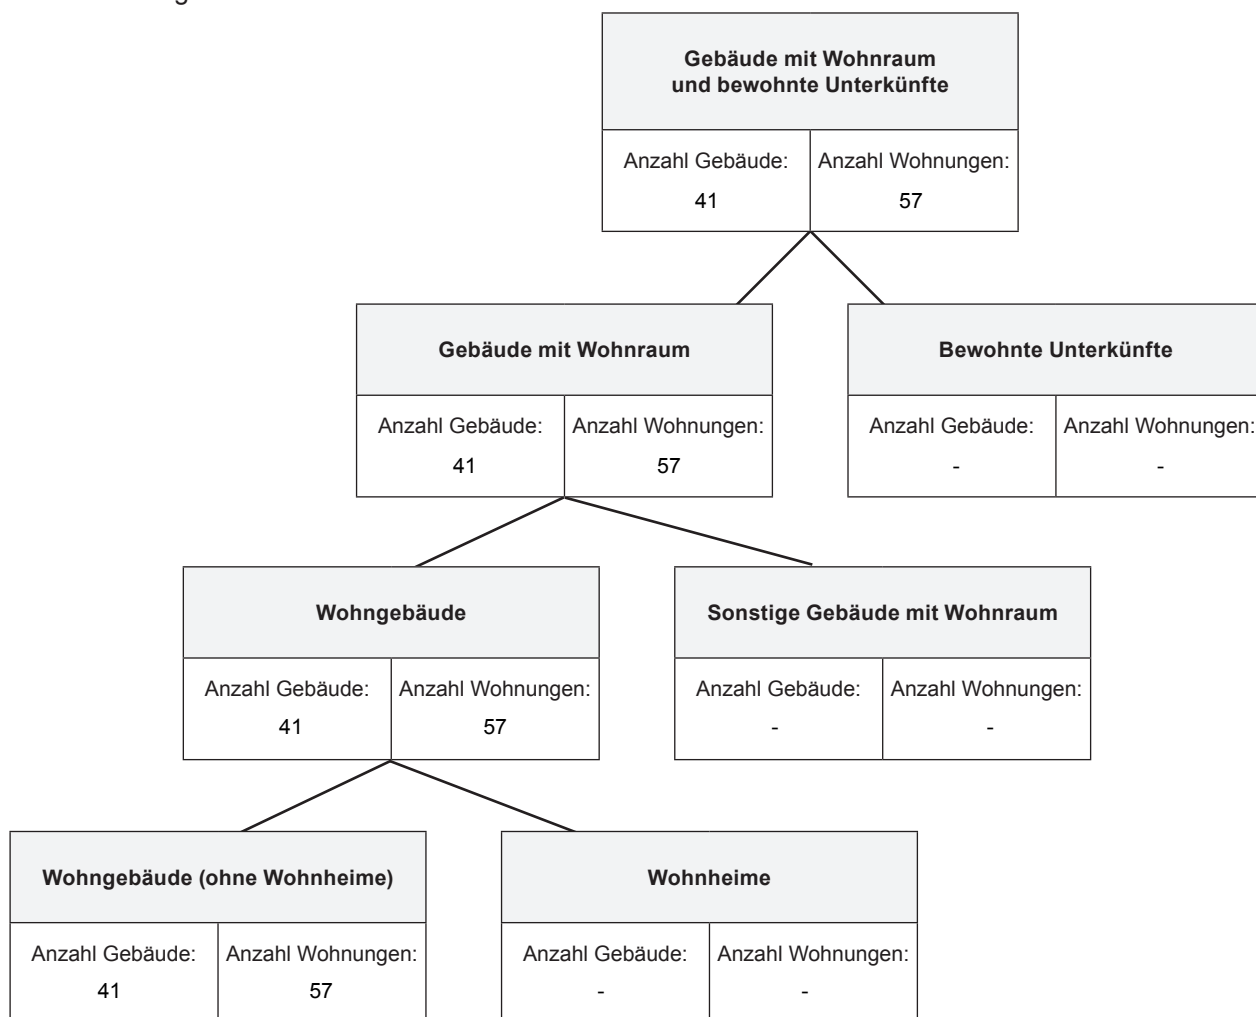 Gebäude mit Wohnraum
und bewohnte Unterkünfte
Anzahl Gebäude: Anzahl Wohnungen:
41 57
Gebäude mit Wohnraum Bewohnte Unterkünfte
Anzahl Gebäude: Anzahl Wohnungen: Anzahl Gebäude: Anzahl Wohnungen:
41 57 - -
Wohngebäude Sonstige Gebäude mit Wohnraum
Anzahl Gebäude: Anzahl Wohnungen: Anzahl Gebäude: Anzahl Wohnungen:
41 57 - -
Wohngebäude (ohne Wohnheime) Wohnheime
Anzahl Gebäude: Anzahl Wohnungen: Anzahl Gebäude: Anzahl Wohnungen:
41 57 - -